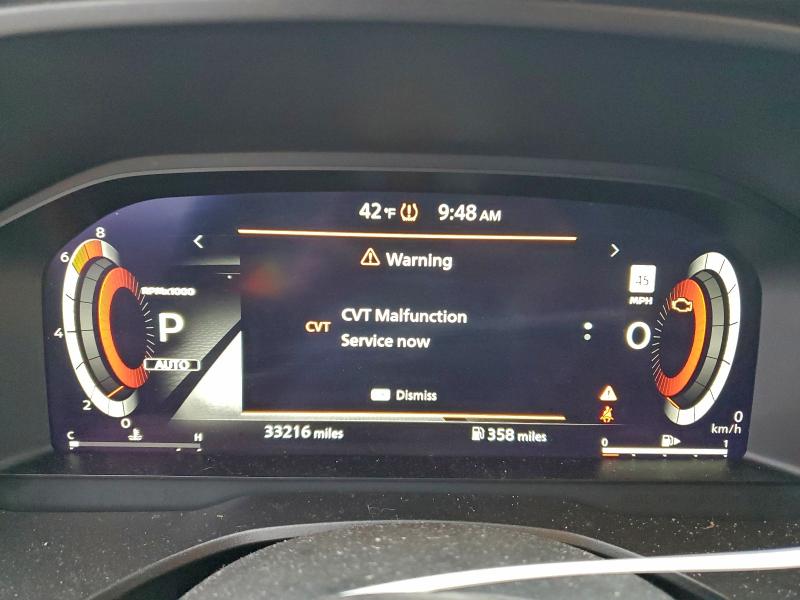 42°F 9:48 AM
Warning
CVT Malfunction
CVT
Service now
Dismiss
33216 miles
358 miles
8
6
4
2
0
RPMx1000
P
AUTO
C H
45
MPH
0
0
km/h
0 1